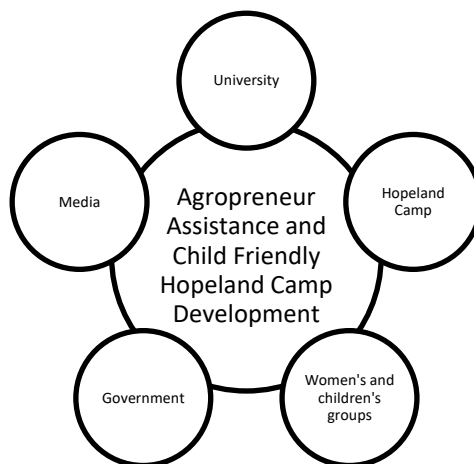 University
Media
Hopeland
Camp
Agropreneur
Assistance and
Child Friendly
Hopeland Camp
Development
Government
Women's and
children's
groups